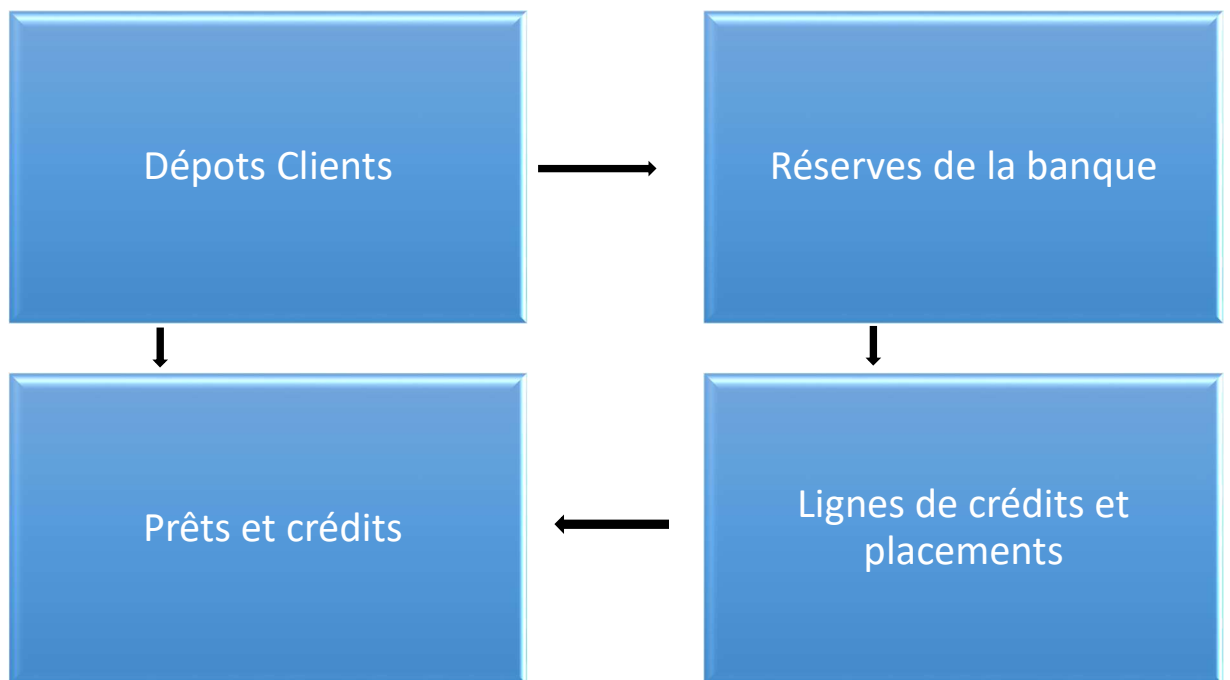 Dépots Clients
Réserves de la banque
Prêts et crédits
Lignes de crédits et
placements